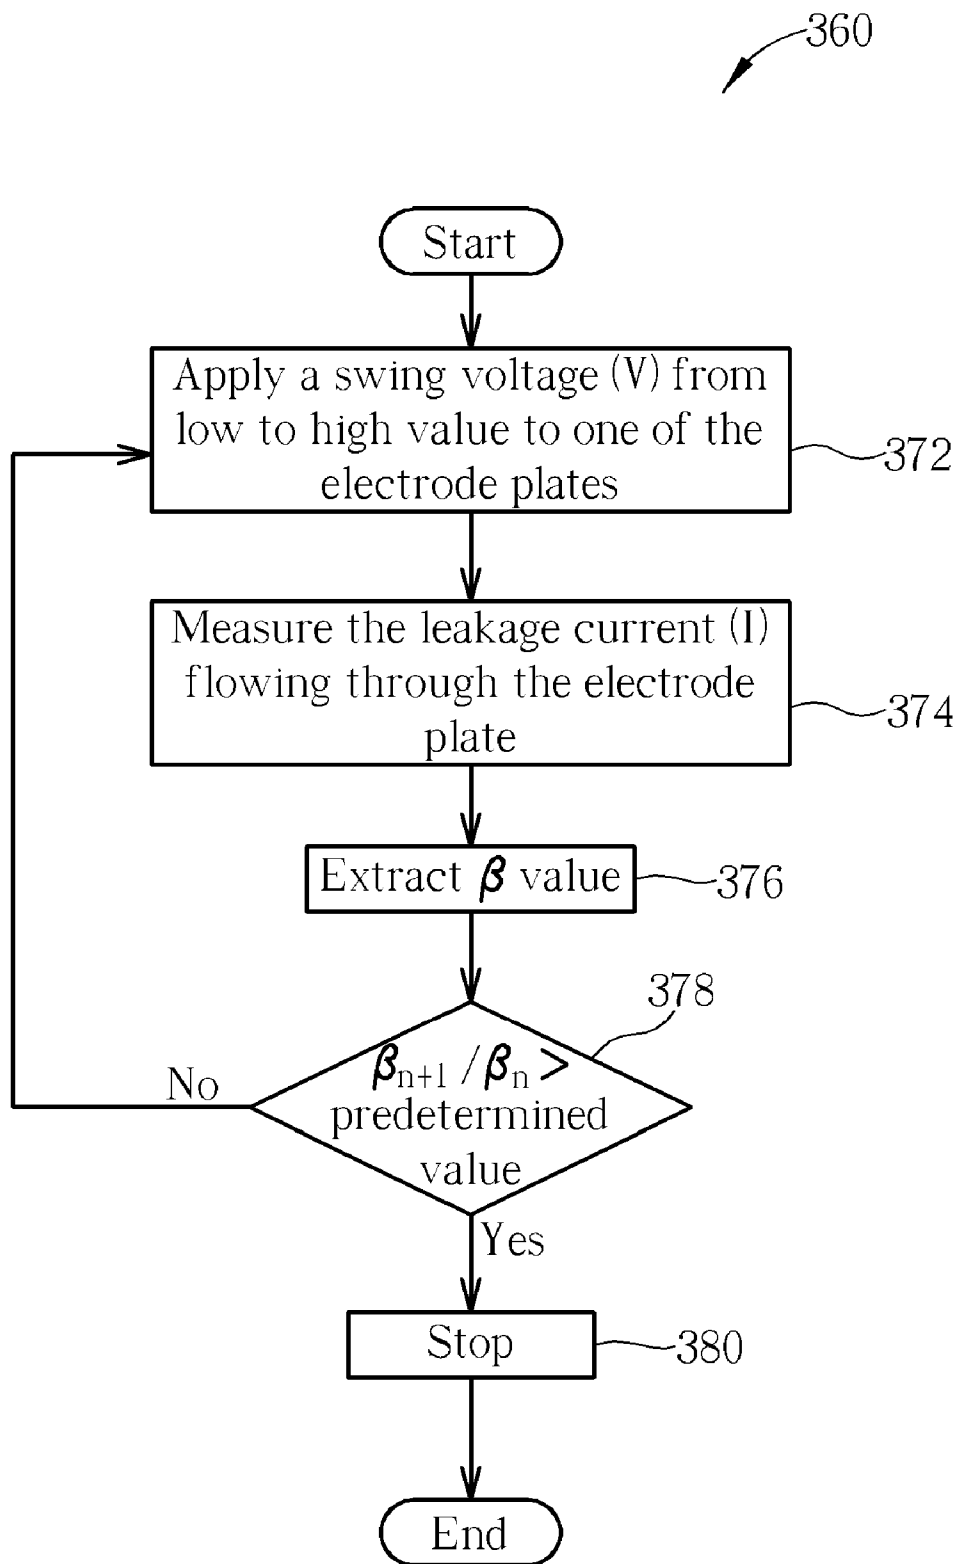 360
Start
Apply a swing voltage (V) from
low to high value to one of the
electrode plates
372
Measure the leakage current (I)
flowing through the electrode
plate
374
Extract β value
376
378
βn+1 /βn >
predetermined
value
No
Yes
Stop
380
End